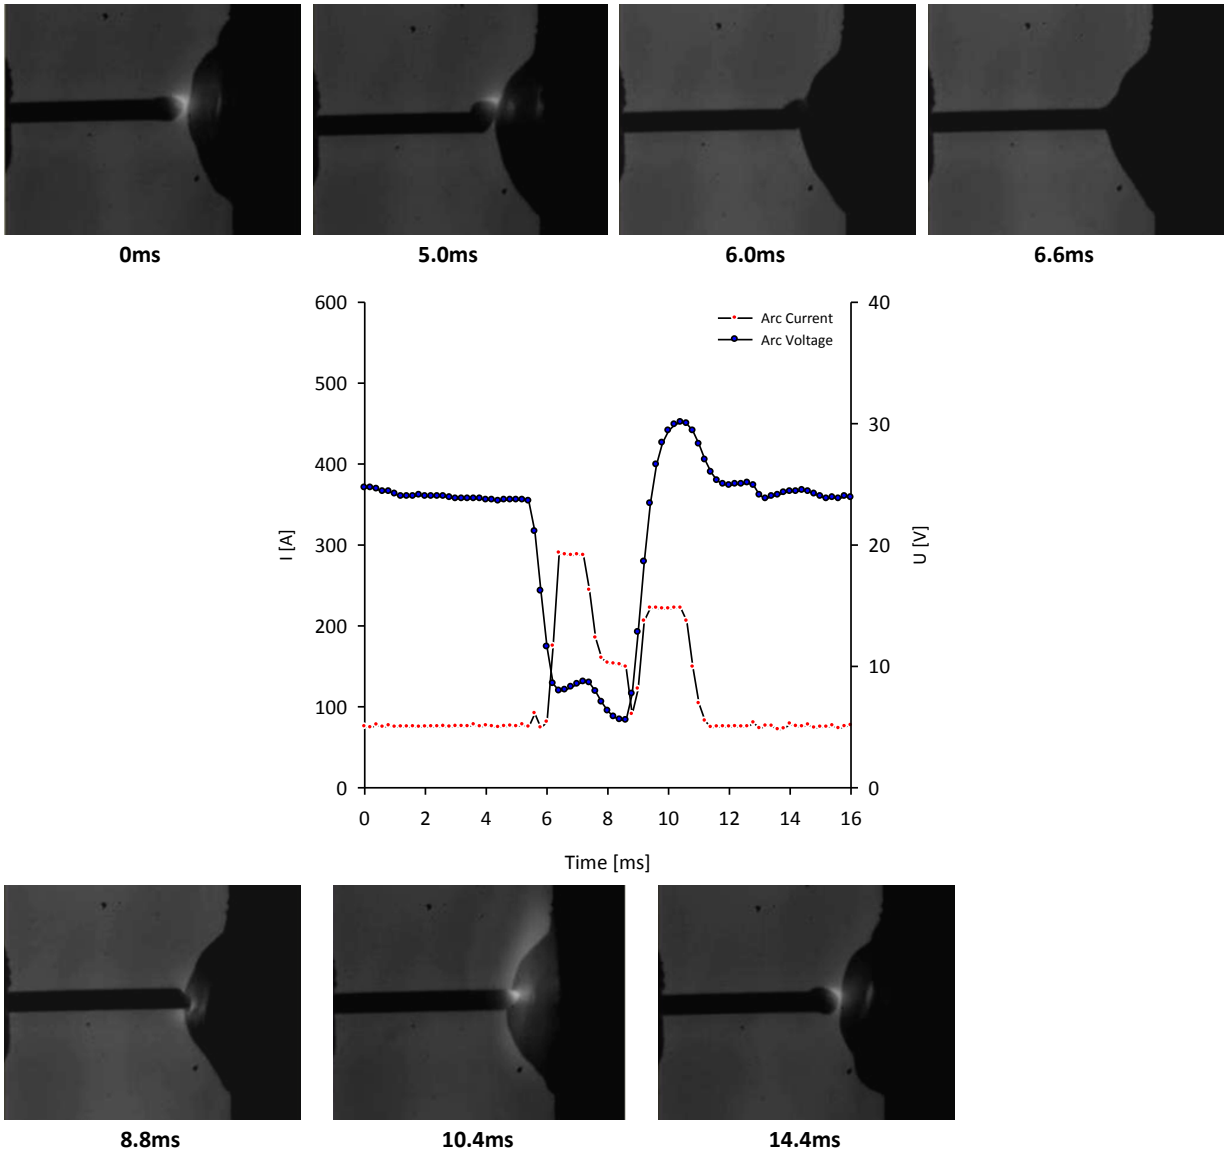 0ms
5.0ms
6.0ms
6.6ms
600
500
400
300
200
100
0
I [A]
Arc Current
Arc Voltage
40
30
20
10
0
U [V]
0 2 4 6 8 10 12 14 16
Time [ms]
8.8ms
10.4ms
14.4ms